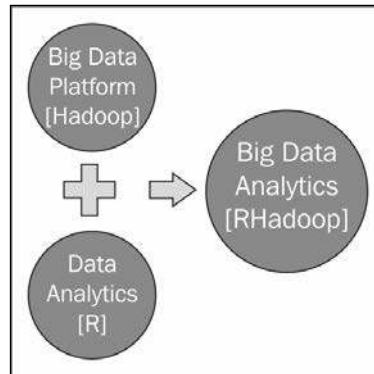 Big Data
Platform
[Hadoop]
Big Data
Analytics
[RHadoop]
Data
Analytics
[R]